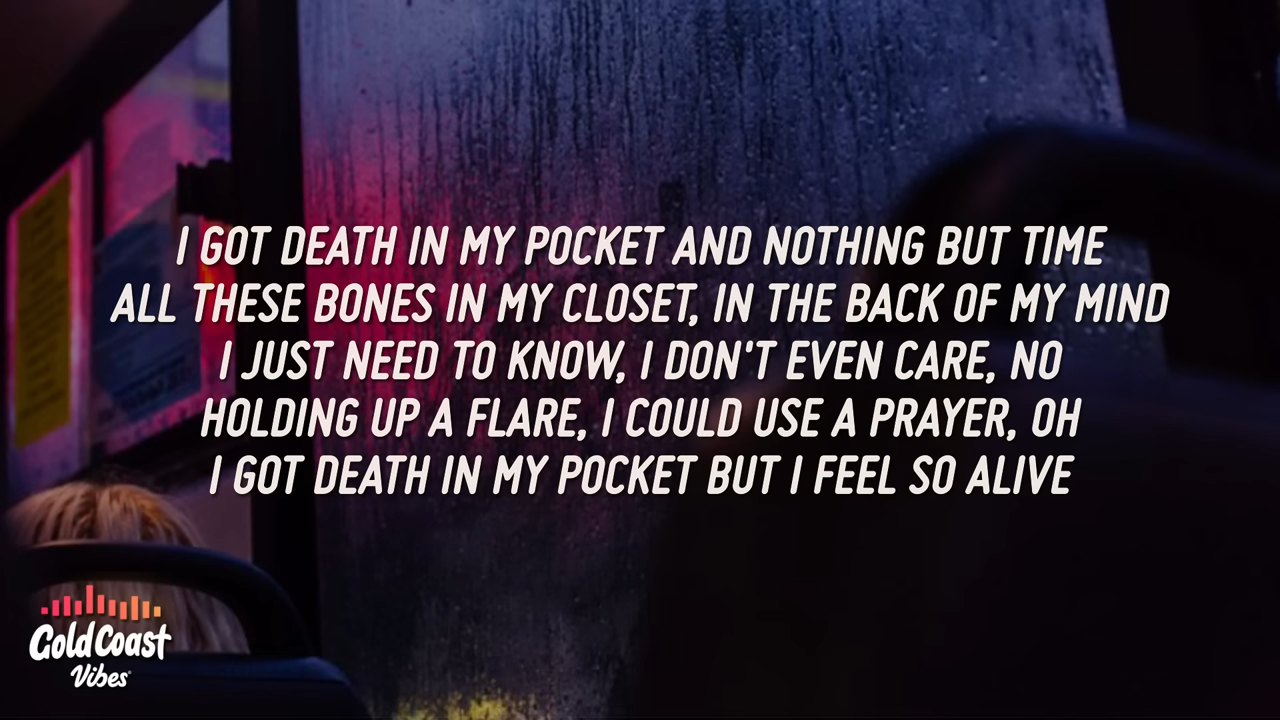 I GOT DEATH IN MY POCKET AND NOTHING BUT TIME
ALL THESE BONES IN MY CLOSET, IN THE BACK OF MY MIND
I JUST NEED TO KNOW, I DON'T EVEN CARE, NO
HOLDING UP A FLARE, I COULD USE A PRAYER, OH
I GOT DEATH IN MY POCKET BUT I FEEL SO ALIVE
GoldCoast
Vibes